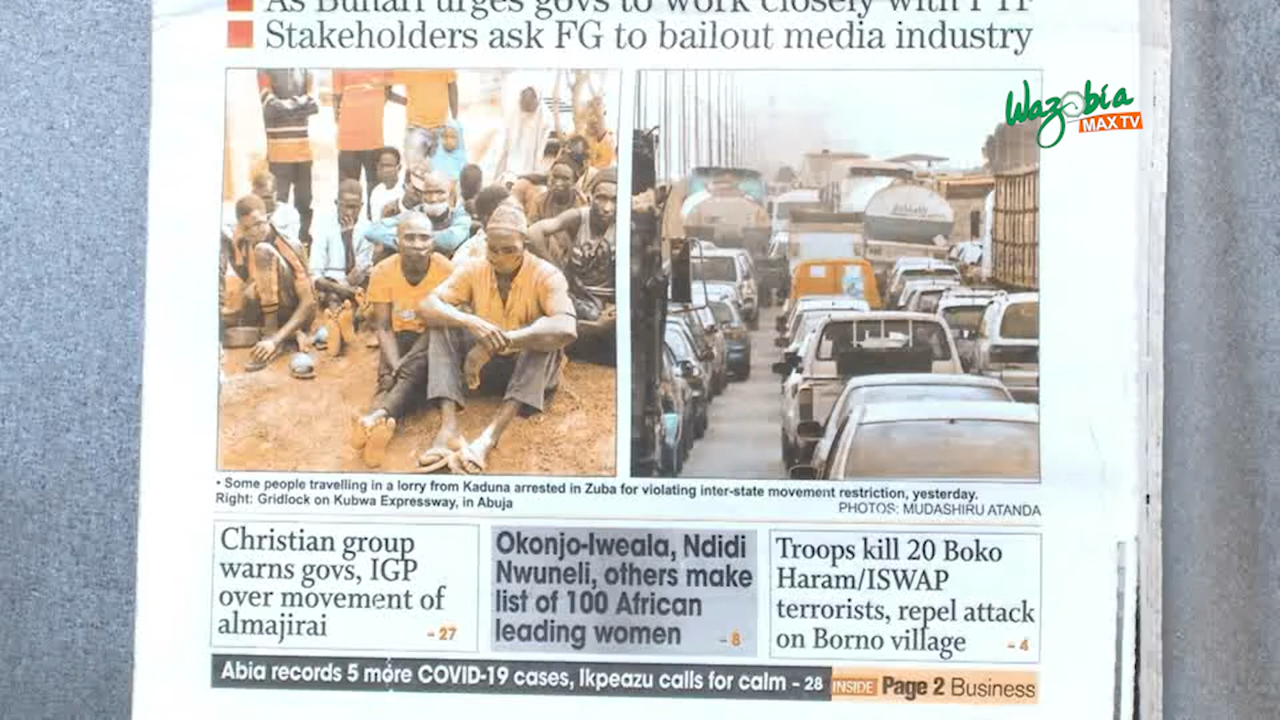 As Buhari urges govs to work closely with PTF
Stakeholders ask FG to bailout media industry
Wazobia
MAX TV
• Some people travelling in a lorry from Kaduna arrested in Zuba for violating inter-state movement restriction, yesterday.
Right: Gridlock on Kubwa Expressway, in Abuja
PHOTOS: MUDASHIRU ATANDA
Christian group
warns govs, IGP
over movement of
almajirai
- 27
Okonjo-Iweala, Ndidi
Nwuneli, others make
list of 100 African
leading women
- 8
Troops kill 20 Boko
Haram/ISWAP
terrorists, repel attack
on Borno village
- 4
Abia records 5 more COVID-19 cases, Ikpeazu calls for calm - 28
INSIDE Page 2 Business